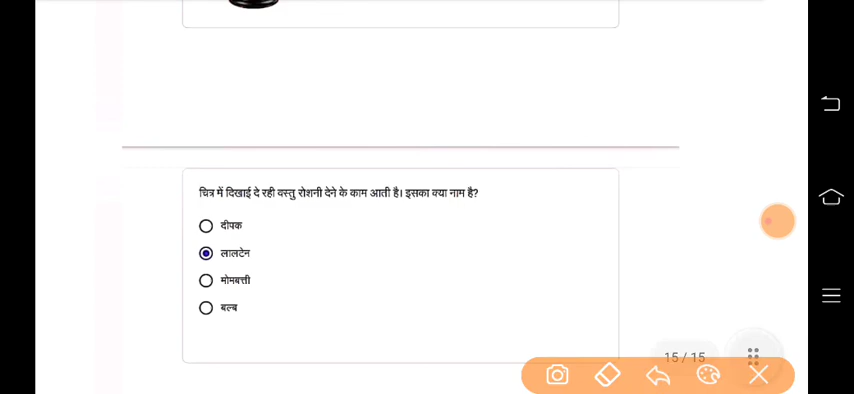 चित्र में दिखाई दे रही वस्तु रोशनी देने के काम आती है। इसका क्या नाम है?
दीपक
लालटेन
मोमबत्ती
बल्ब
15 / 15